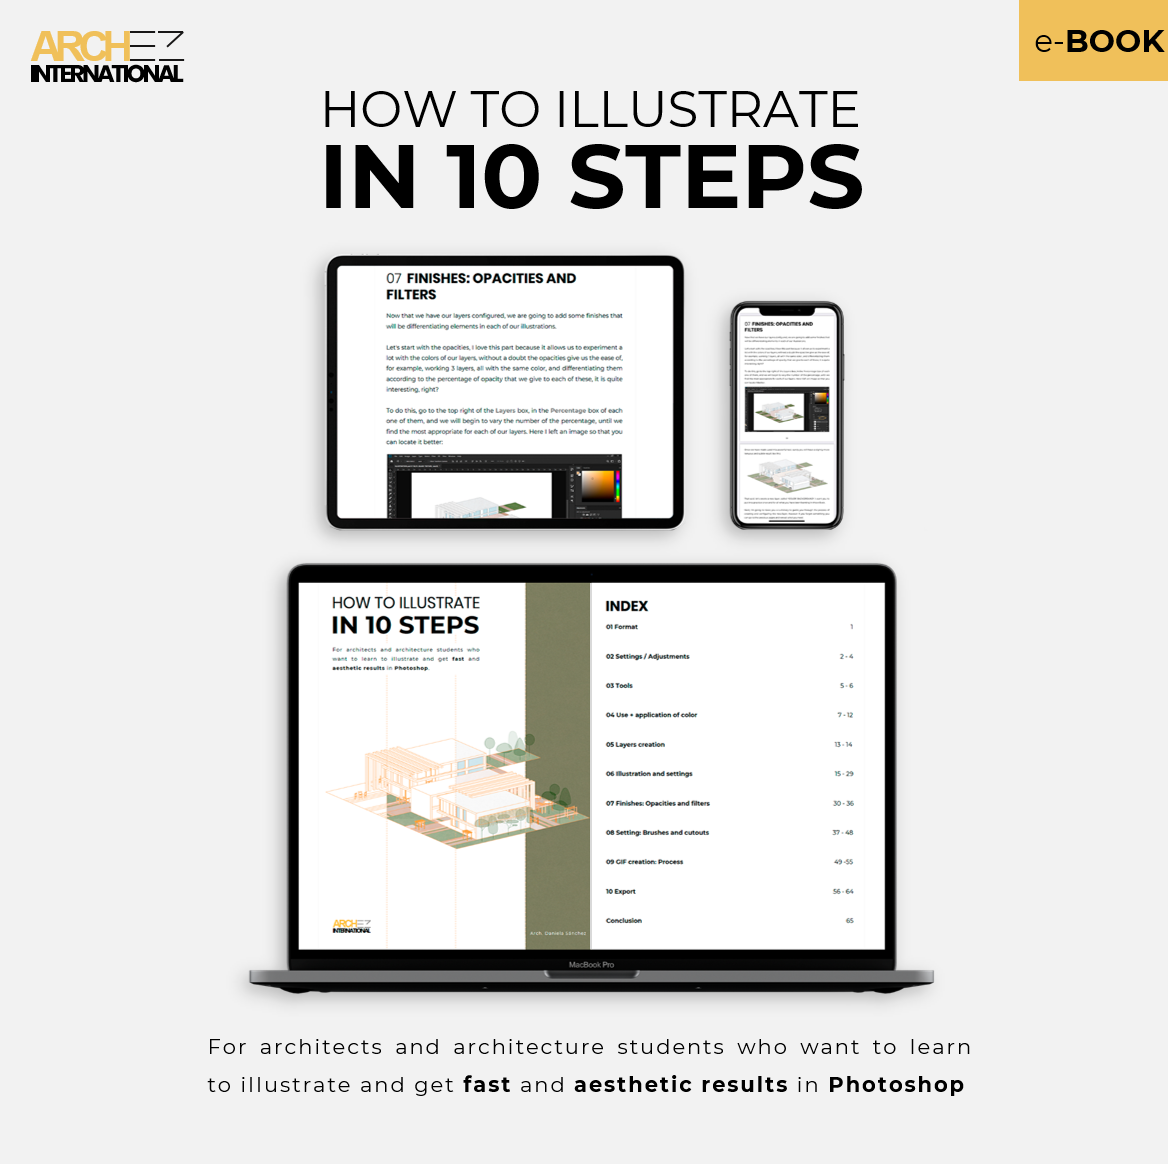 ARCHEZ
INTERNATIONAL
e-BOOK
HOW TO ILLUSTRATE
IN 10 STEPS
07 FINISHES: OPACITIES AND
FILTERS
Now that we have our layers configured, we are going to add some finishes that
will be differentiating elements in each of our illustrations.
Let's start with the opacities, I love this part because it allows us to experiment a
lot with the colors of our layers, without a doubt the opacities give us the ease of,
for example, working 3 layers, all with the same color, and differentiating them
according to the percentage of opacity that we give to each of these, it is quite
interesting, right?
To do this, go to the top right of the Layers box, in the Percentage box of each
one of them, and we will begin to vary the number of the percentage, until we
find the most appropriate for each of our layers. Here I left an image so that you
can locate it better:
07 FINISHES: OPACITIES AND
FILTERS
HOW TO ILLUSTRATE
IN 10 STEPS
For architects and architecture students who
want to learn to illustrate and get fast and
aesthetic results in Photoshop.
ARCHEZ
INTERNATIONAL
Arch. Daniela Sánchez
INDEX
01 Format 1
02 Settings / Adjustments 2 - 4
03 Tools 5 - 6
04 Use + application of color 7 - 12
05 Layers creation 13 - 14
06 Illustration and settings 15 - 29
07 Finishes: Opacities and filters 30 - 36
08 Setting: Brushes and cutouts 37 - 48
09 GIF creation: Process 49 -55
10 Export 56 - 64
Conclusion 65
MacBook Pro
For architects and architecture students who want to learn
to illustrate and get fast and aesthetic results in Photoshop